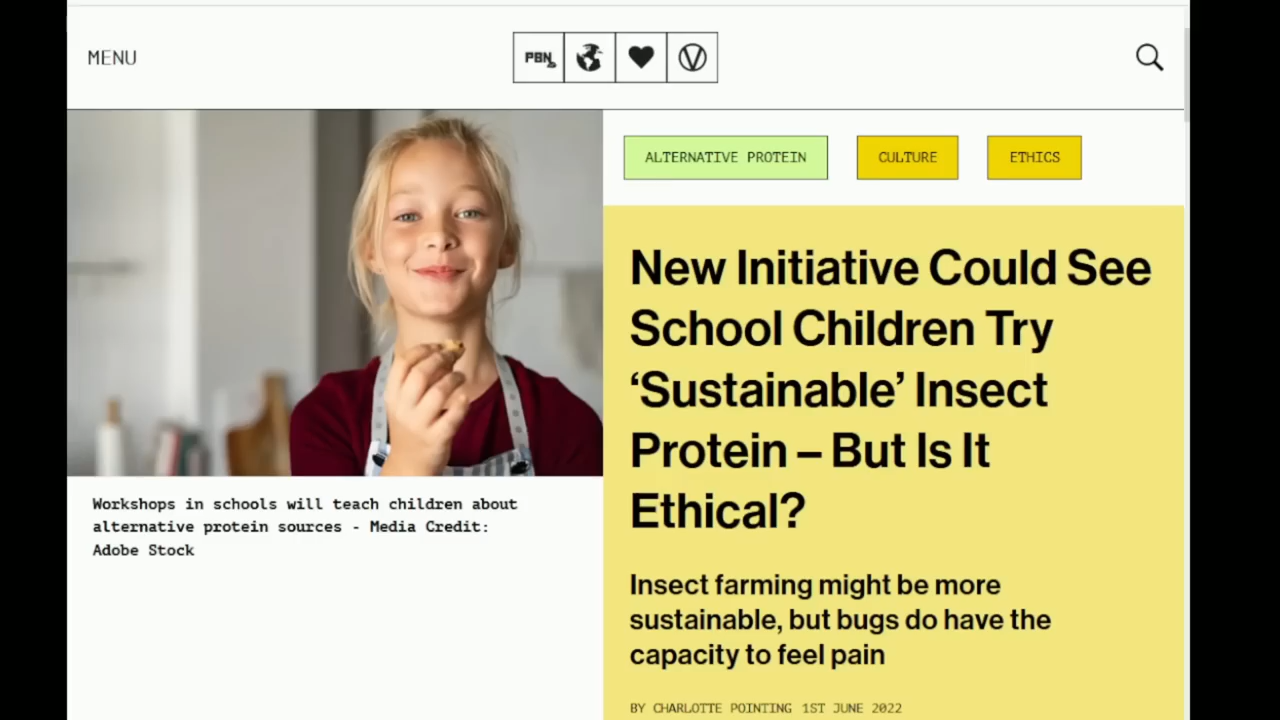 MENU
PBN
ALTERNATIVE PROTEIN
CULTURE
ETHICS
New Initiative Could See
School Children Try
‘Sustainable’ Insect
Protein – But Is It
Ethical?
Insect farming might be more
sustainable, but bugs do have the
capacity to feel pain
BY CHARLOTTE POINTING 1ST JUNE 2022
Workshops in schools will teach children about
alternative protein sources - Media Credit:
Adobe Stock